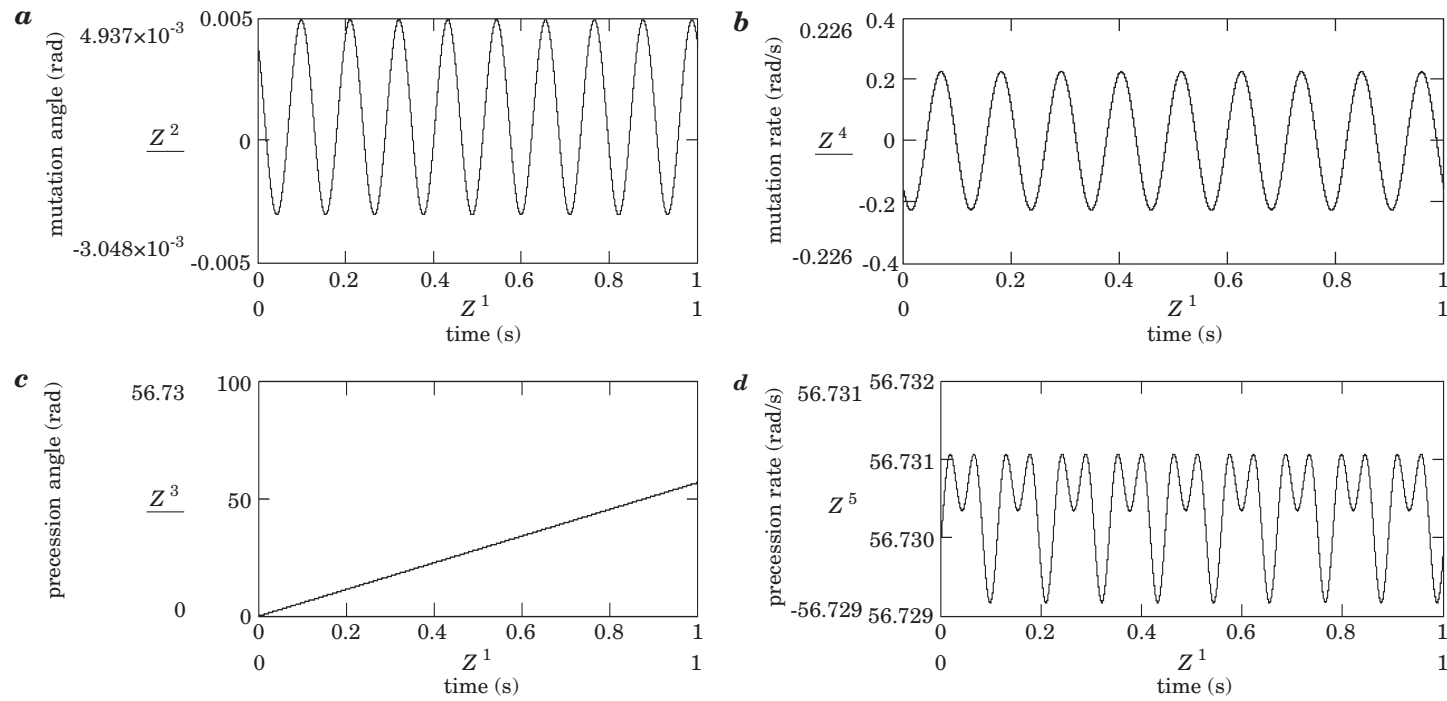 a
mutation angle (rad)
4.937×10⁻³
Z²
-3.048×10⁻³
0.005
0
-0.005
0 0.2 0.4 0.6 0.8 1
0 Z¹ 1
time (s)
b
mutation rate (rad/s)
0.226
Z⁴
-0.226
0.4
0.2
0
-0.2
-0.4
0 0.2 0.4 0.6 0.8 1
0 Z¹ 1
time (s)
c
precession angle (rad)
56.73
Z³
0
100
50
0
0 0.2 0.4 0.6 0.8 1
0 Z¹ 1
time (s)
d
precession rate (rad/s)
56.731
Z⁵
-56.729
56.732
56.731
56.730
56.729
0 0.2 0.4 0.6 0.8 1
0 Z¹ 1
time (s)